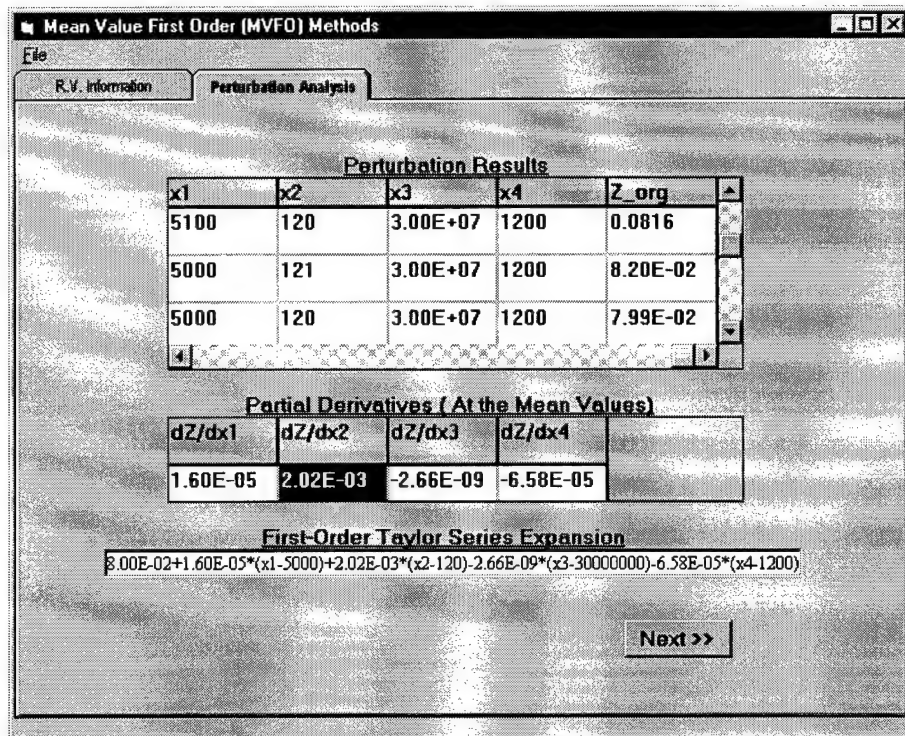 Mean Value First Order (MVFO) Methods
File
R.V. Information Perturbation Analysis
Perturbation Results
x1 x2 x3 x4 Z_org
5100 120 3.00E+07 1200 0.0816
5000 121 3.00E+07 1200 8.20E-02
5000 120 3.00E+07 1200 7.99E-02
Partial Derivatives ( At the Mean Values)
dZ/dx1 dZ/dx2 dZ/dx3 dZ/dx4
1.60E-05 2.02E-03 -2.66E-09 -6.58E-05
First-Order Taylor Series Expansion
8.00E-02+1.60E-05*(x1-5000)+2.02E-03*(x2-120)-2.66E-09*(x3-30000000)-6.58E-05*(x4-1200)
Next >>